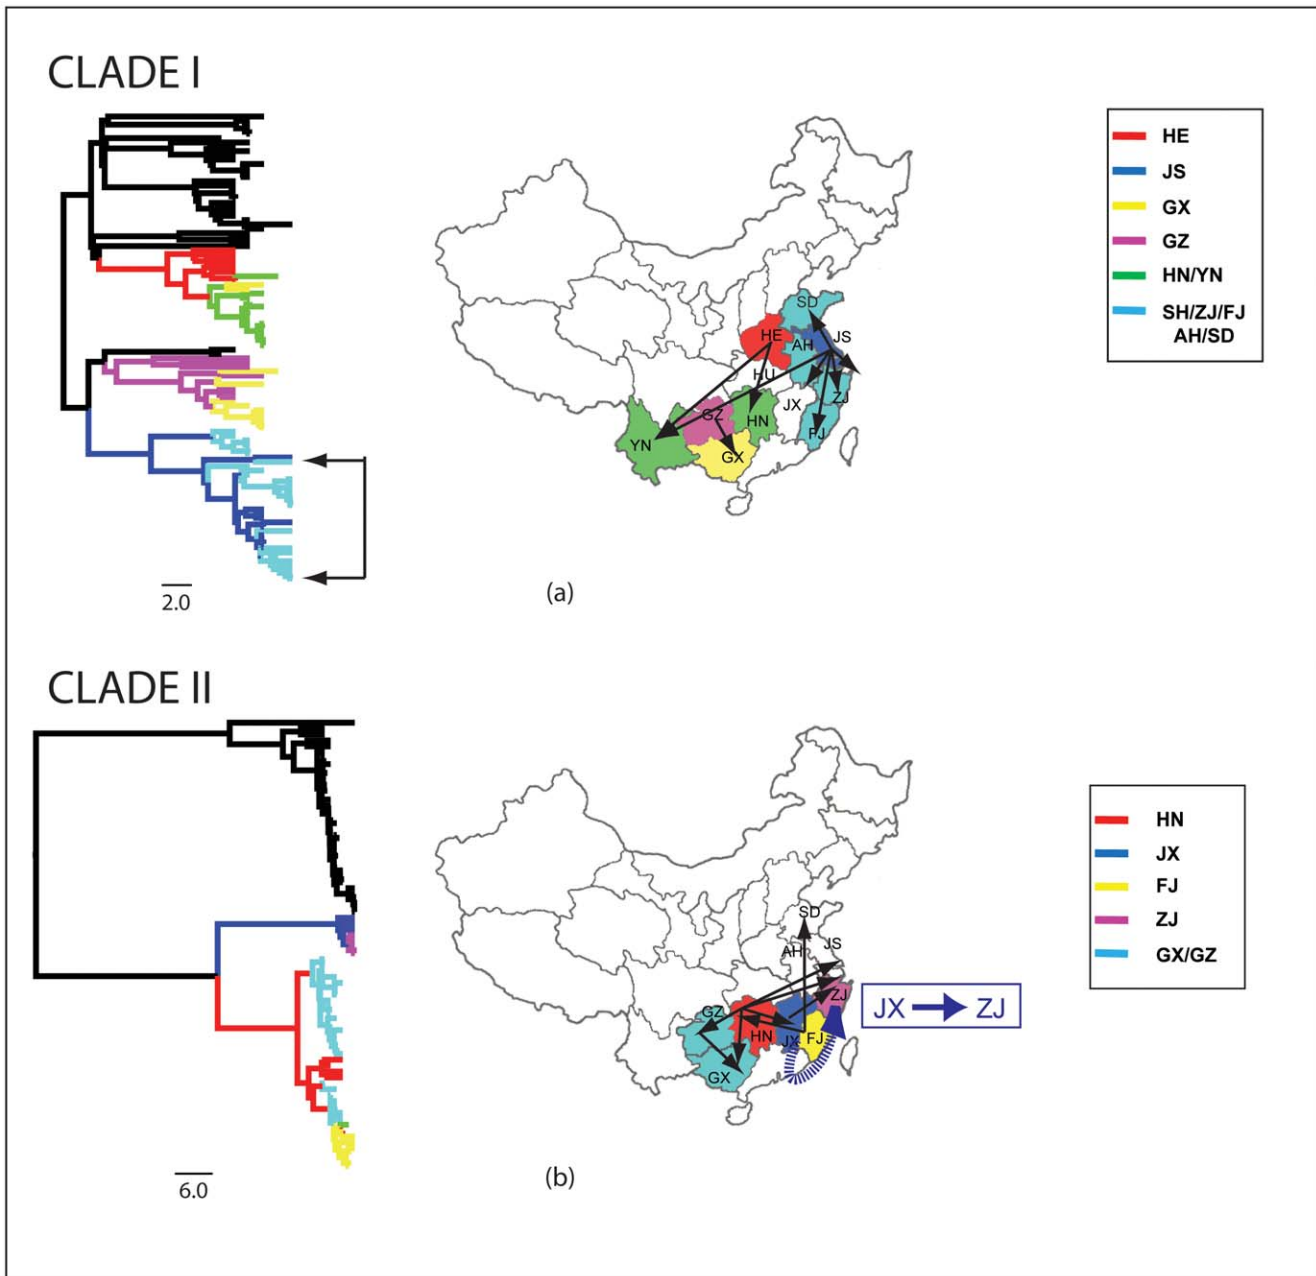 CLADE I
HE
JS
GX
GZ
HN/YN
SH/ZJ/FJ
AH/SD
SD
HE
AH
JS
HU
ZJ
JX
GZ
HN
FJ
YN
GX
2.0
(a)
CLADE II
HN
JX
FJ
ZJ
GX/GZ
SD
AH
JS
ZJ
GZ
HN
JX
FJ
GX
JX ZJ
6.0
(b)